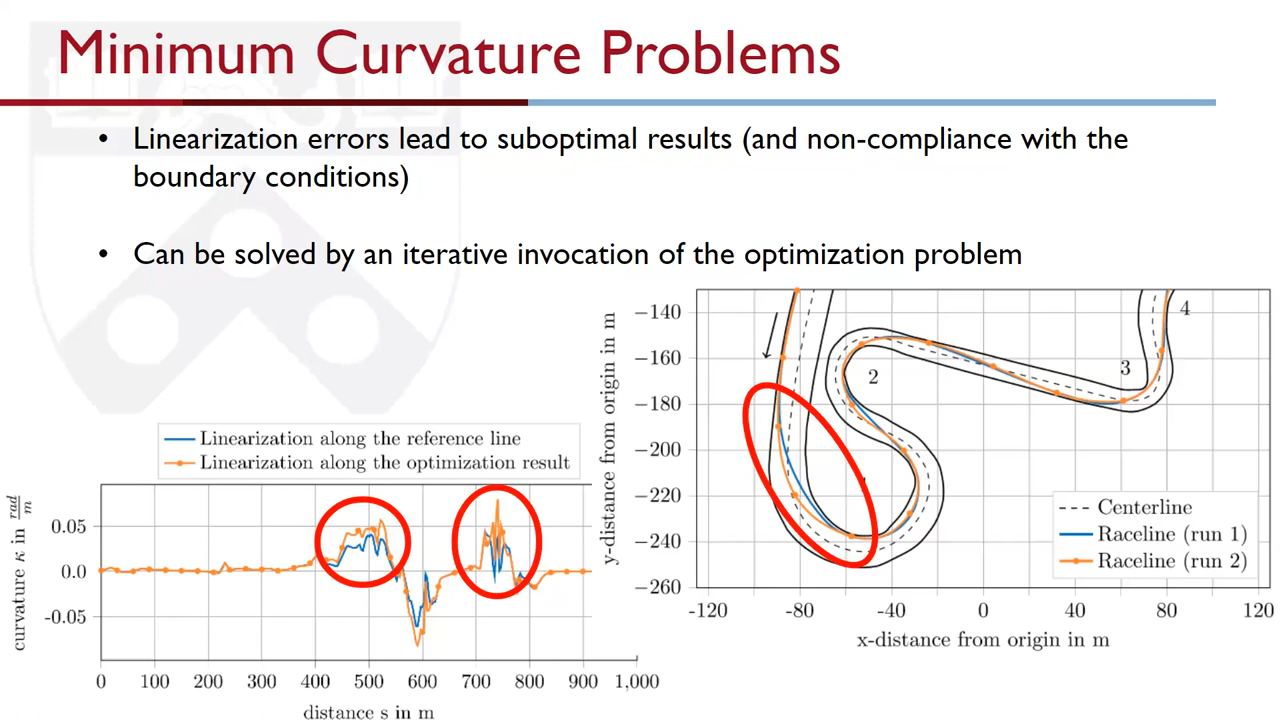 Minimum Curvature Problems
• Linearization errors lead to suboptimal results (and non-compliance with the
boundary conditions)
• Can be solved by an iterative invocation of the optimization problem
Linearization along the reference line
Linearization along the optimization result
curvature κ in rad/m
0.05
0.0
-0.05
0 100 200 300 400 500 600 700 800 900 1,000
distance s in m
y-distance from origin in m
−140
−160
−180
−200
−220
−240
−260
4
3
2
Centerline
Raceline (run 1)
Raceline (run 2)
-120 -80 -40 0 40 80 120
x-distance from origin in m